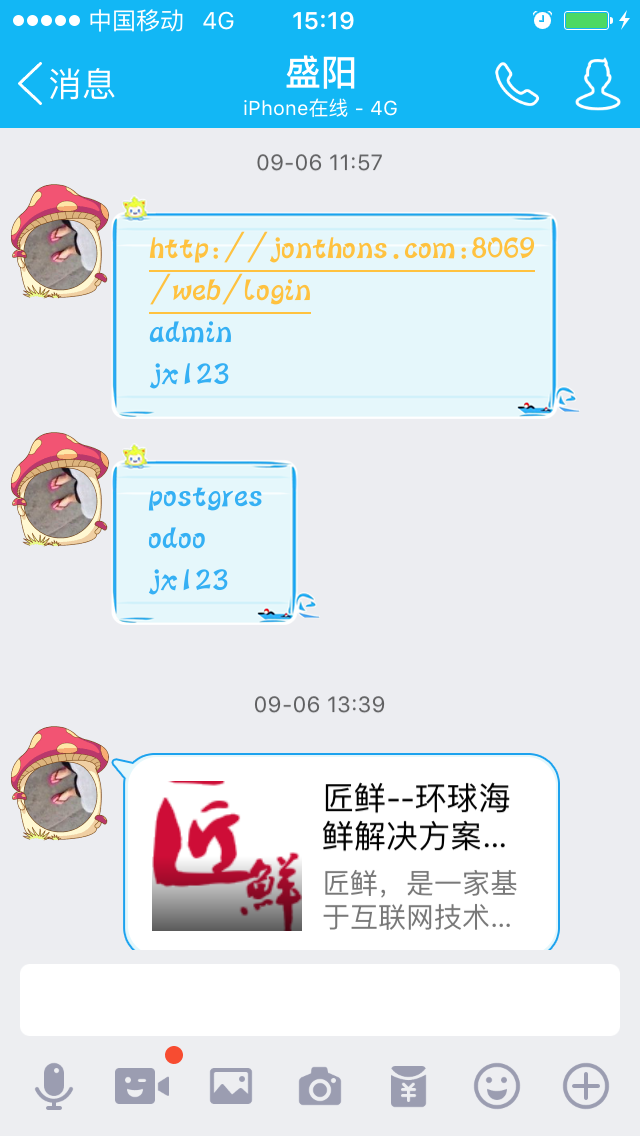 中国移动 4G 15:19
消息
盛阳
iPhone在线 - 4G
09-06 11:57
http://jonthons.com:8069
/web/login
admin
jx123
postgres
odoo
jx123
09-06 13:39
匠鲜
匠鲜--环球海
鲜解决方案...
匠鲜，是一家基
于互联网技术...